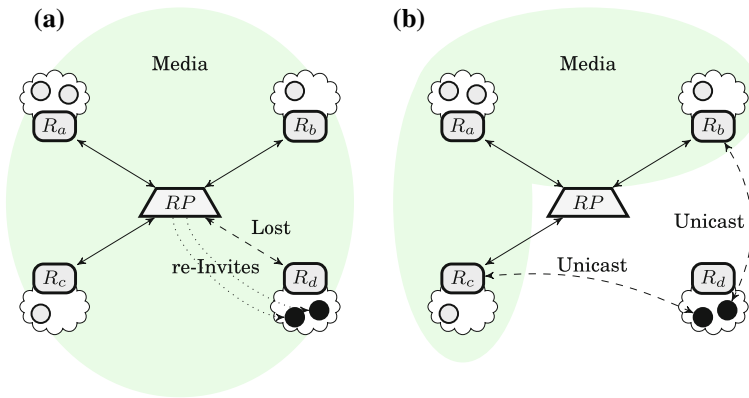 (a)
Media
R_a
R_b
RP
Lost
re-Invites
R_c
R_d
(b)
Media
R_a
R_b
RP
Unicast
Unicast
R_c
R_d